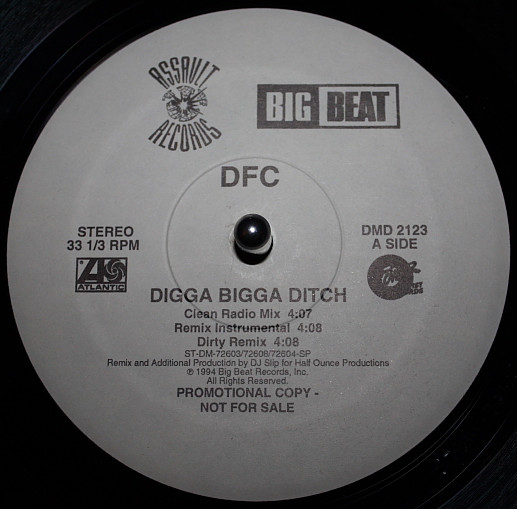 ASSAULT
RECORDS
BIG BEAT
DFC
STEREO
33 1/3 RPM
DMD 2123
A SIDE
ATLANTIC
DIGGA BIGGA DITCH
Clean Radio Mix 4:07
Remix Instrumental 4:08
Dirty Remix 4:08
ST-DM-72603/72608/72604-SP
Remix and Additional Production by DJ Slip for Half Ounce Productions
℗ 1994 Big Beat Records, Inc.
All Rights Reserved.
PROMOTIONAL COPY -
NOT FOR SALE